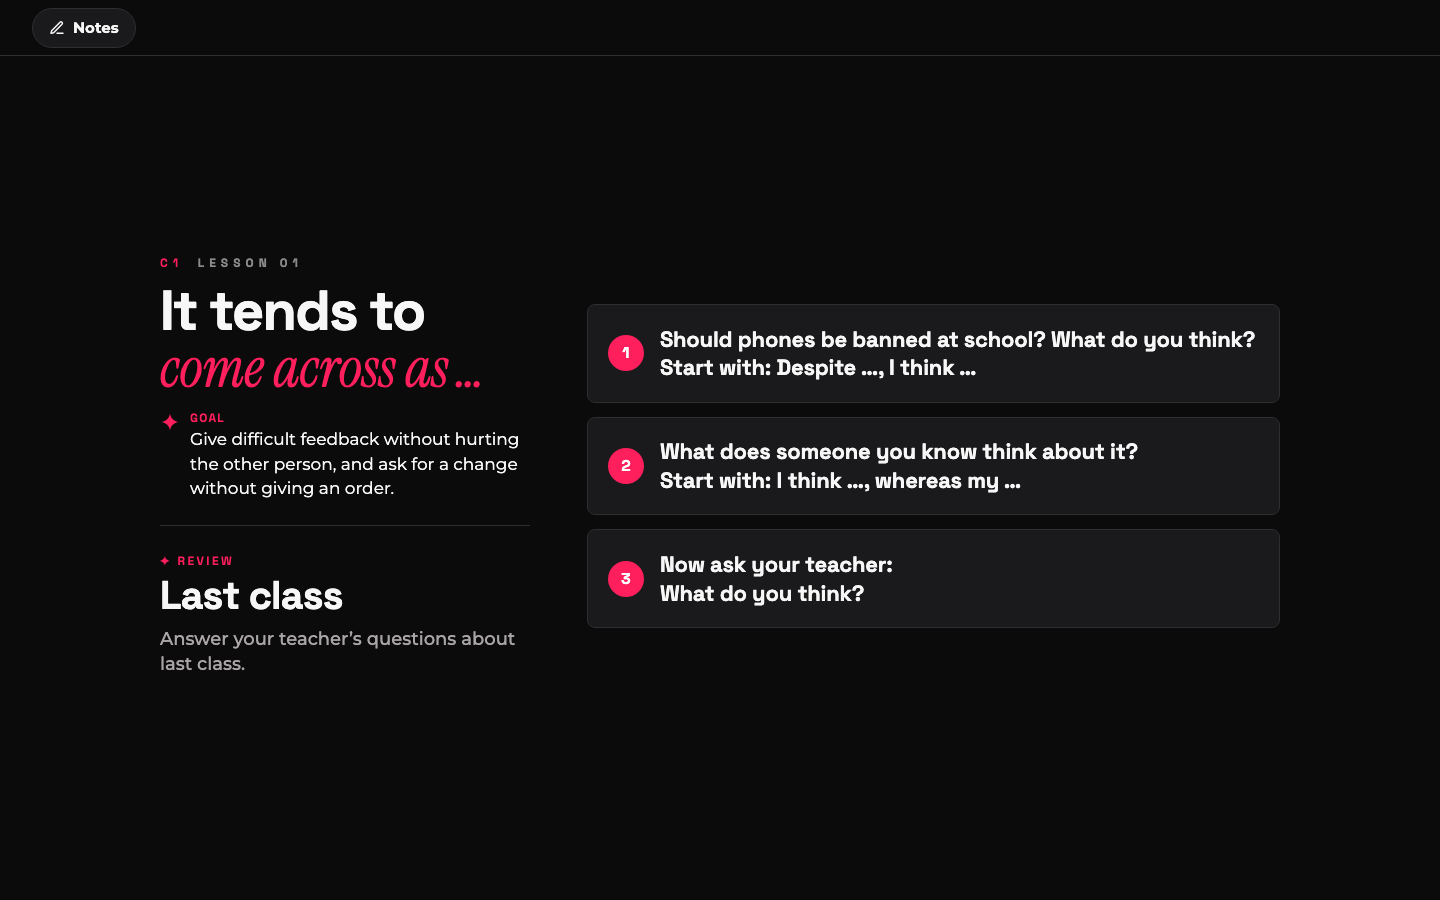 Notes
C1 LESSON 01
It tends to
come across as ...
GOAL
Give difficult feedback without hurting
the other person, and ask for a change
without giving an order.
REVIEW
Last class
Answer your teacher’s questions about
last class.
1
Should phones be banned at school? What do you think?
Start with: Despite ..., I think ...
2
What does someone you know think about it?
Start with: I think ..., whereas my ...
3
Now ask your teacher:
What do you think?